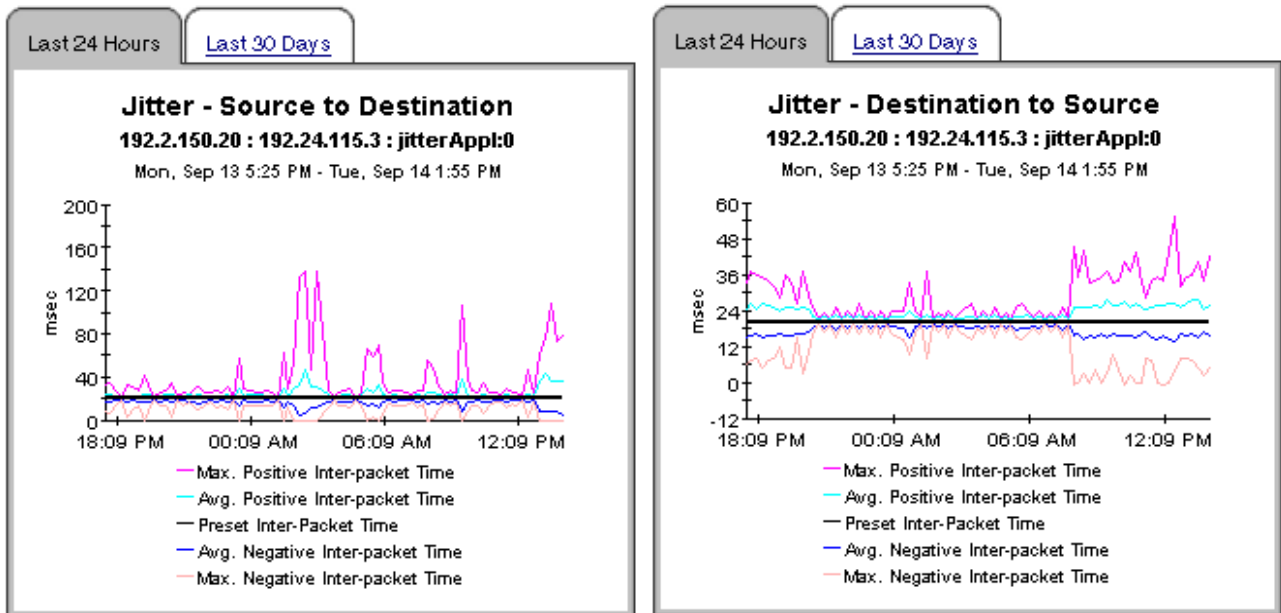 Last 24 Hours
Last 30 Days
Jitter - Source to Destination
192.2.150.20 : 192.24.115.3 : jitterAppl:0
Mon, Sep 13 5:25 PM - Tue, Sep 14 1:55 PM
200
160
120
80
40
0
msec
18:09 PM 00:09 AM 06:09 AM 12:09 PM
Max. Positive Inter-packet Time
Avg. Positive Inter-packet Time
Preset Inter-Packet Time
Avg. Negative Inter-packet Time
Max. Negative Inter-packet Time
Last 24 Hours
Last 30 Days
Jitter - Destination to Source
192.2.150.20 : 192.24.115.3 : jitterAppl:0
Mon, Sep 13 5:25 PM - Tue, Sep 14 1:55 PM
60
48
36
24
12
0
-12
msec
18:09 PM 00:09 AM 06:09 AM 12:09 PM
Max. Positive Inter-packet Time
Avg. Positive Inter-packet Time
Preset Inter-Packet Time
Avg. Negative Inter-packet Time
Max. Negative Inter-packet Time